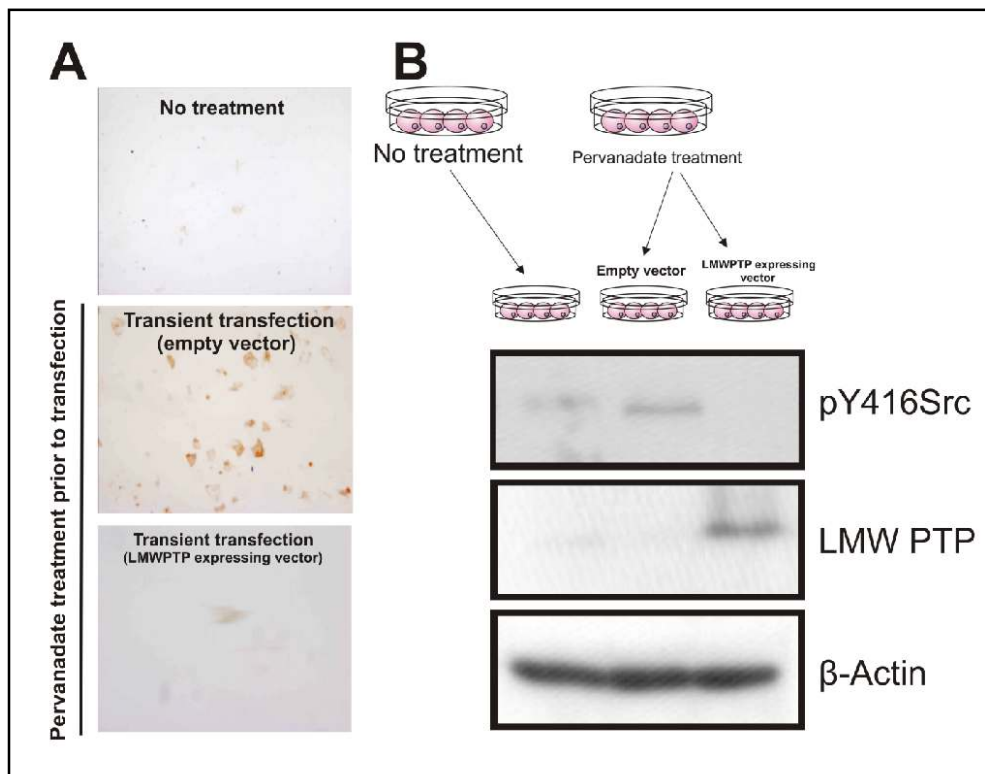 A
No treatment
Pervanadate treatment prior to transfection
Transient transfection
(empty vector)
Transient transfection
(LMWPTP expressing vector)
B
No treatment
Pervanadate treatment
Empty vector
LMWPTP expressing
vector
pY416Src
LMW PTP
β-Actin